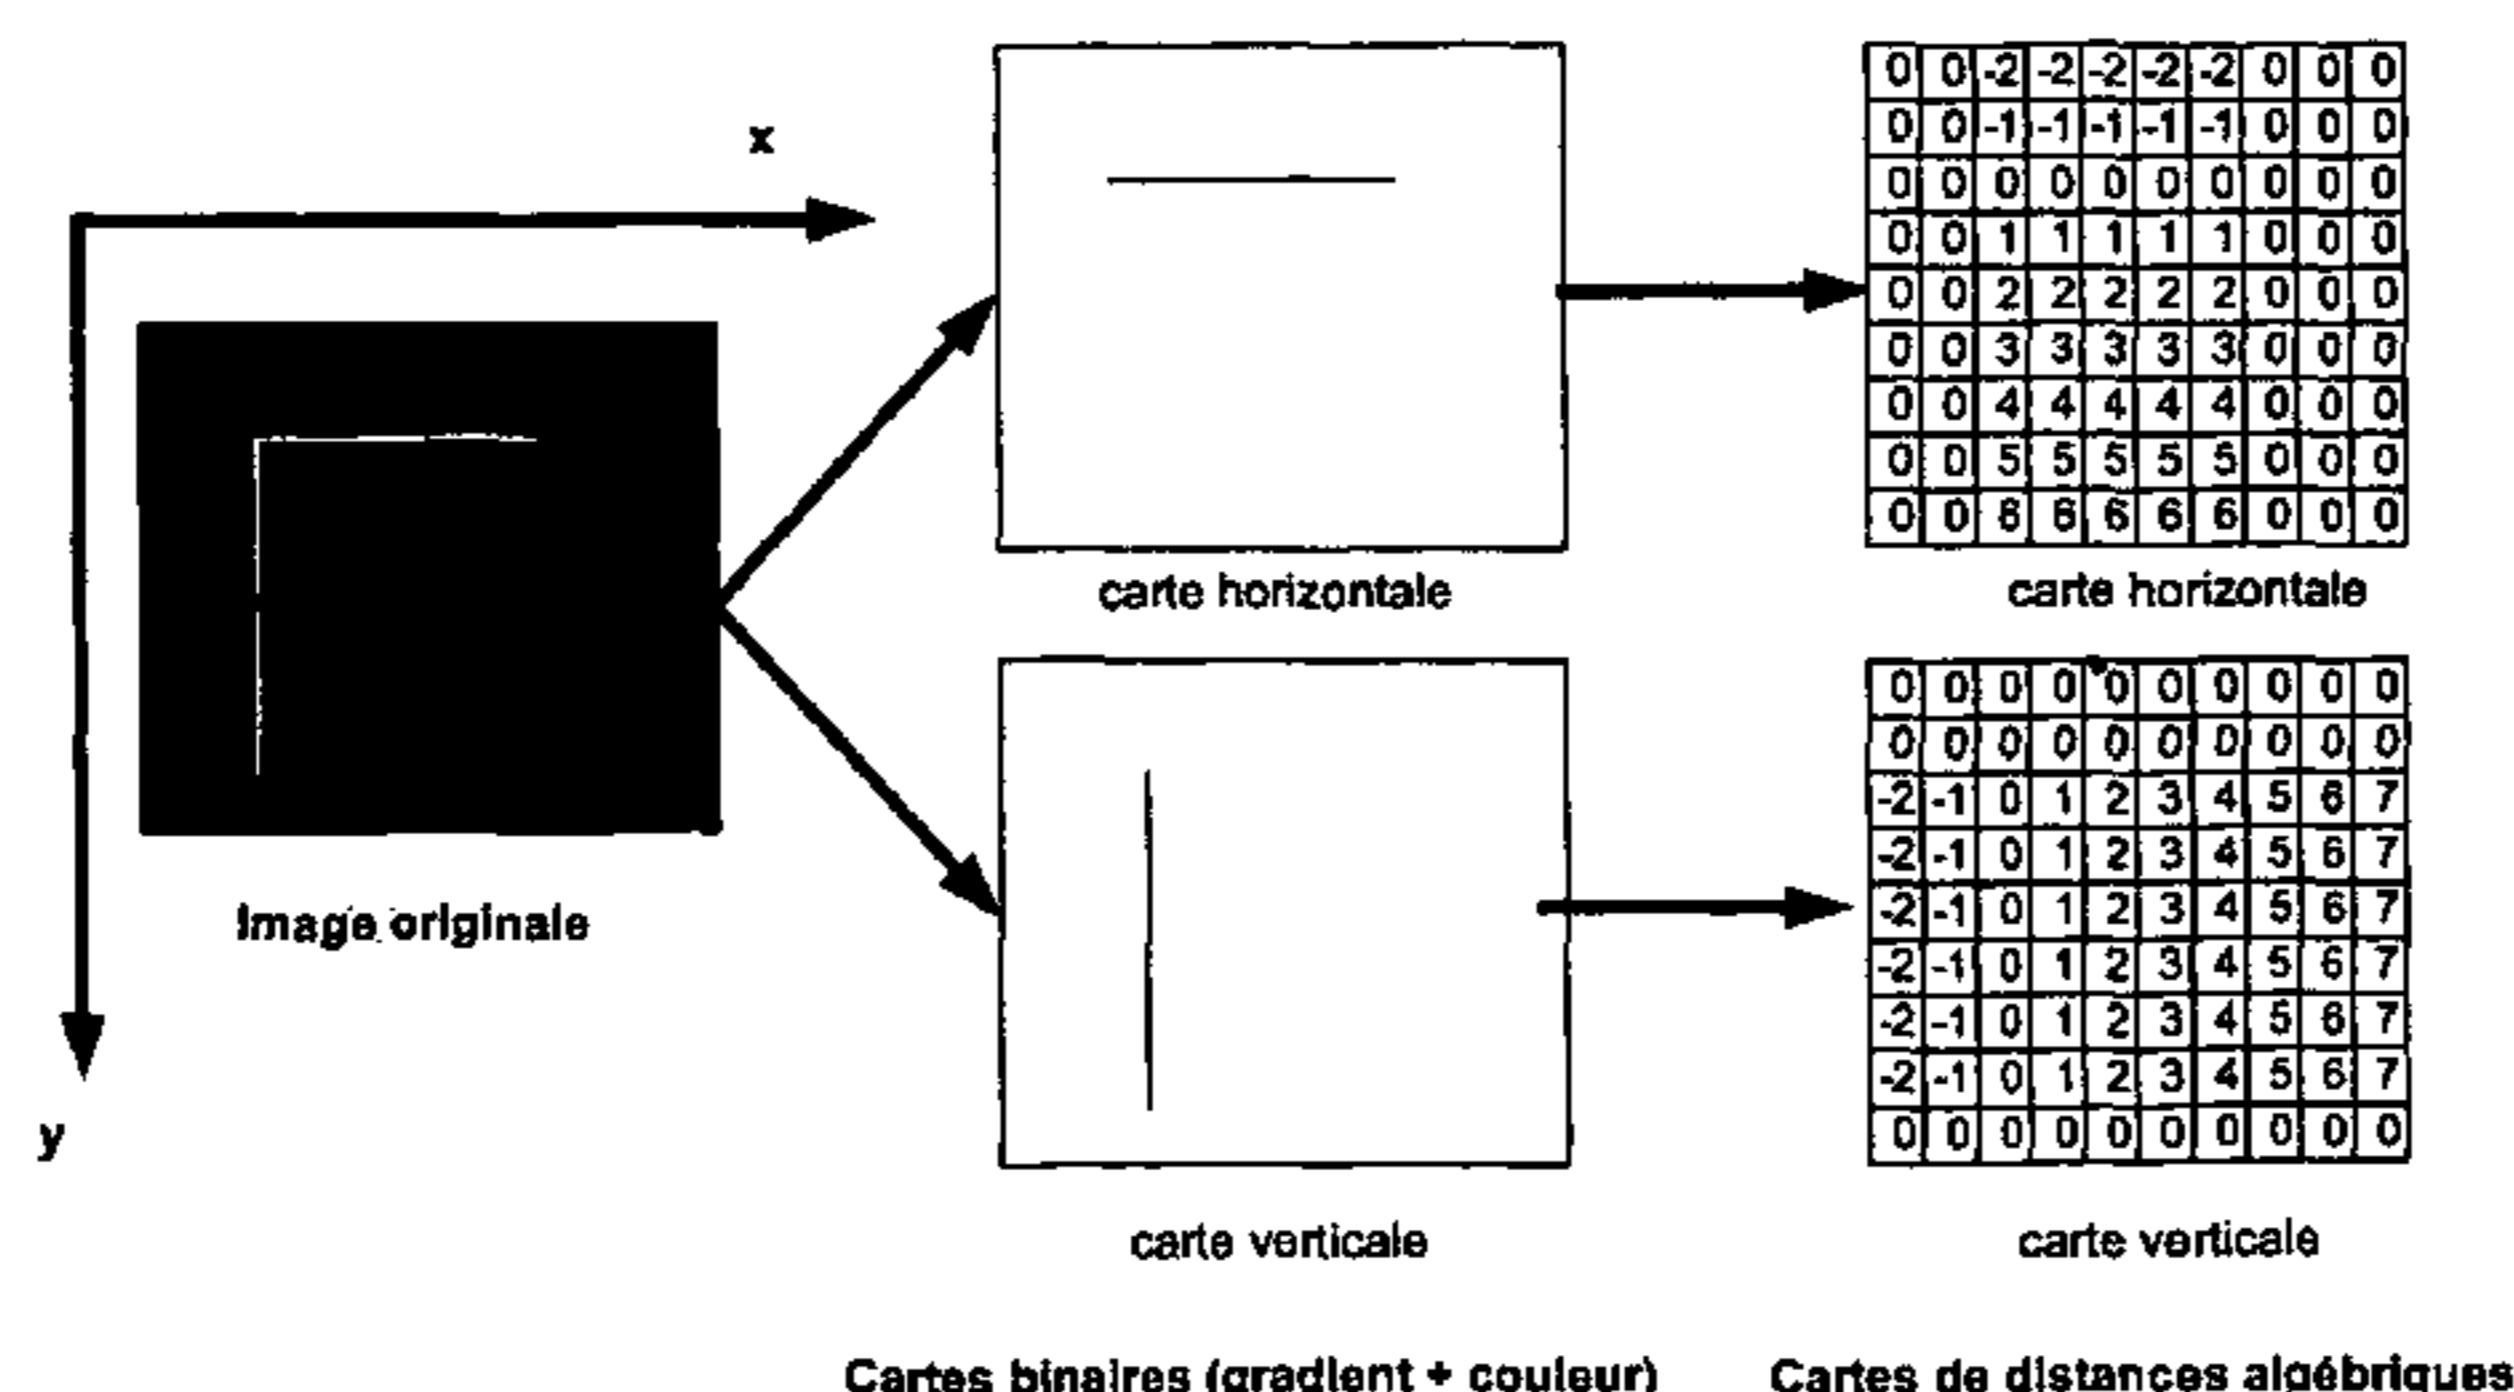 x
0 0 -2 -2 -2 -2 -2 0 0 0
0 0 -1 -1 -1 -1 -1 0 0 0
0 0 0 0 0 0 0 0 0 0
0 0 1 1 1 1 1 0 0 0
0 0 2 2 2 2 2 0 0 0
0 0 3 3 3 3 3 0 0 0
0 0 4 4 4 4 4 0 0 0
0 0 5 5 5 5 5 0 0 0
0 0 6 6 6 6 6 0 0 0
carte horizontale
carte horizontale
0 0 0 0 0 0 0 0 0 0
0 0 0 0 0 0 0 0 0 0
-2 -1 0 1 2 3 4 5 6 7
-2 -1 0 1 2 3 4 5 6 7
-2 -1 0 1 2 3 4 5 6 7
-2 -1 0 1 2 3 4 5 6 7
-2 -1 0 1 2 3 4 5 6 7
-2 -1 0 1 2 3 4 5 6 7
0 0 0 0 0 0 0 0 0 0
Image originale
y
carte verticale
carte verticale
Cartes binaires (gradient + couleur)
Cartes de distances algébriques